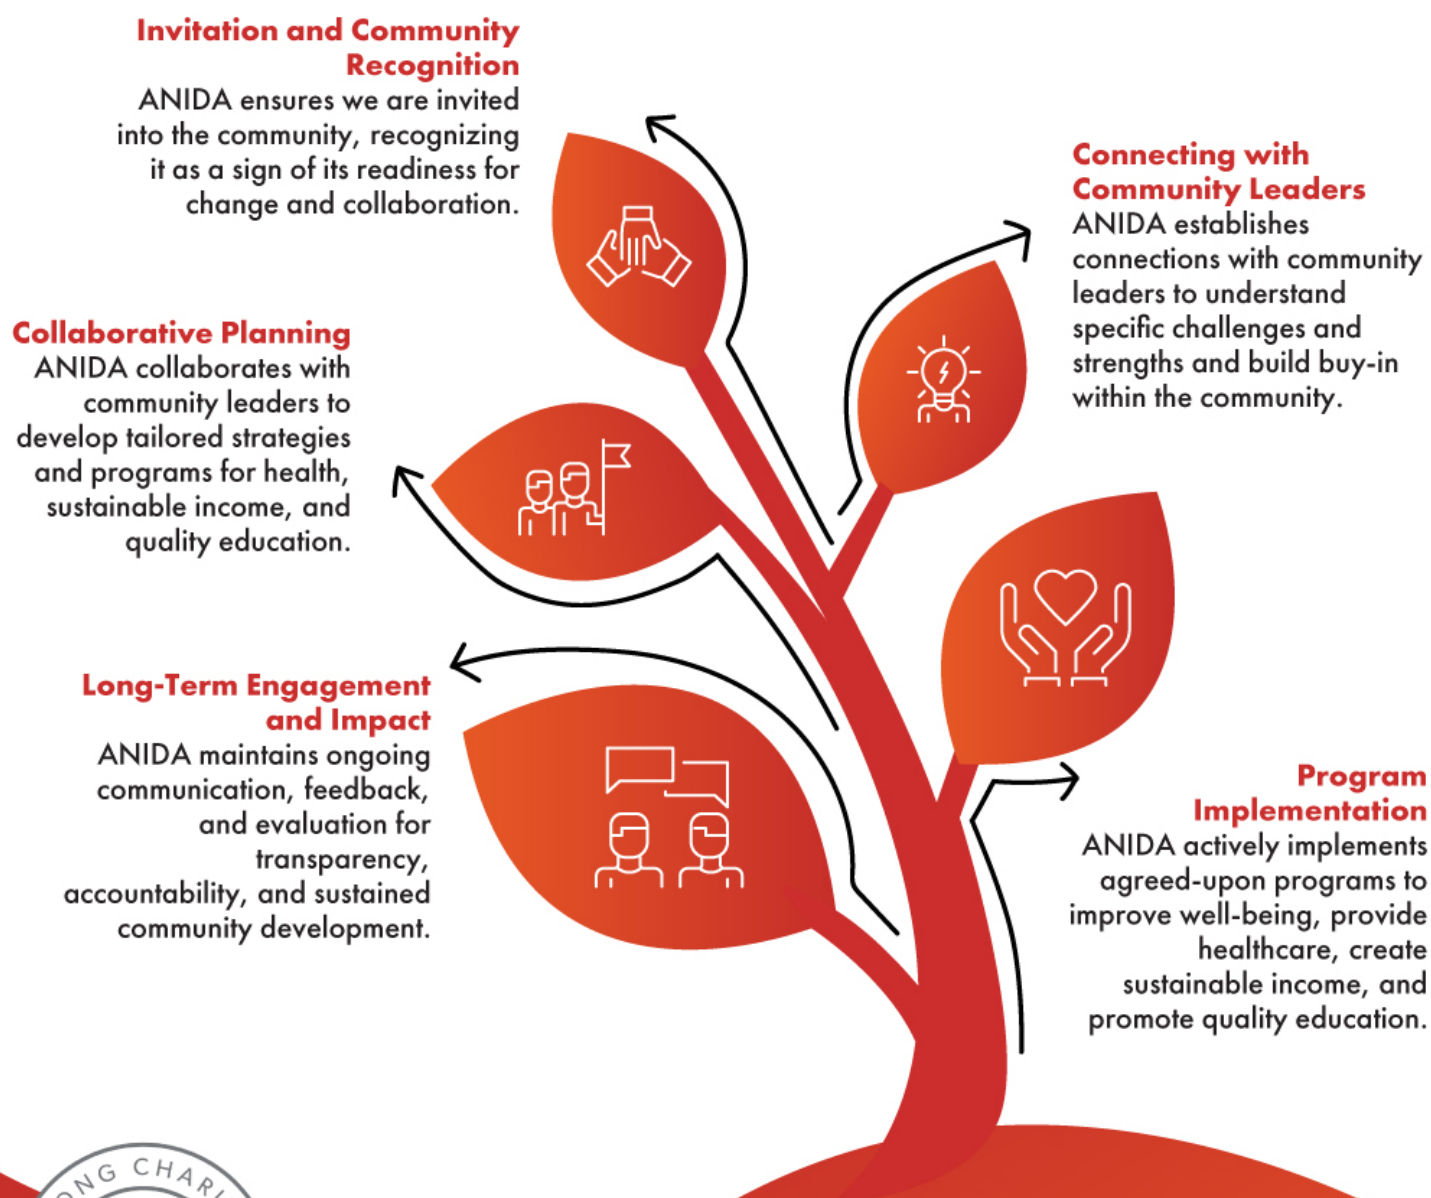 Invitation and Community
Recognition
ANIDA ensures we are invited
into the community, recognizing
it as a sign of its readiness for
change and collaboration.
Connecting with
Community Leaders
ANIDA establishes
connections with community
leaders to understand
specific challenges and
strengths and build buy-in
within the community.
Collaborative Planning
ANIDA collaborates with
community leaders to
develop tailored strategies
and programs for health,
sustainable income, and
quality education.
Long-Term Engagement
and Impact
ANIDA maintains ongoing
communication, feedback,
and evaluation for
transparency,
accountability, and sustained
community development.
Program
Implementation
ANIDA actively implements
agreed-upon programs to
improve well-being, provide
healthcare, create
sustainable income, and
promote quality education.